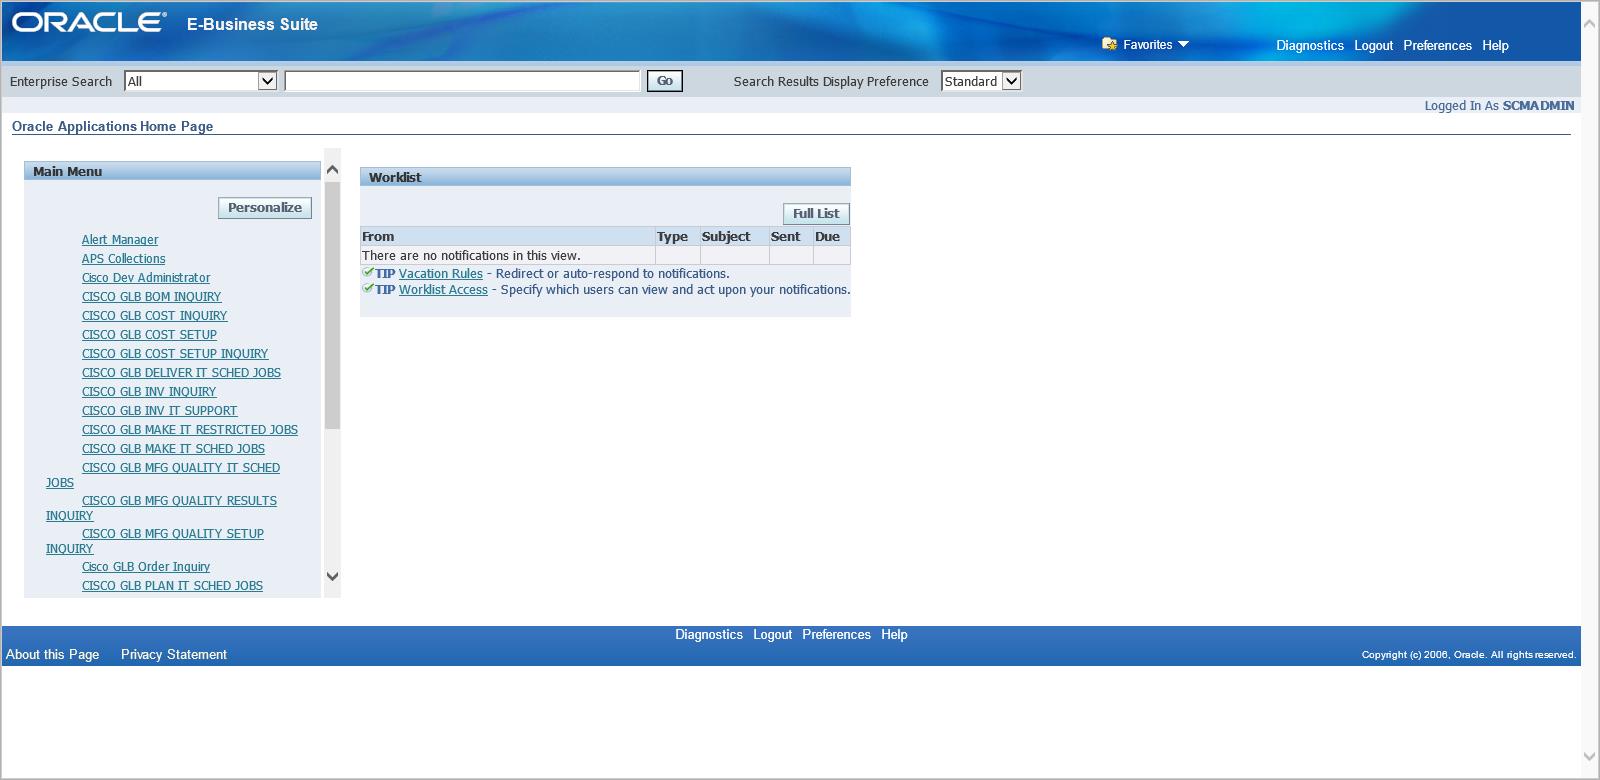 ORACLE® E-Business Suite
Favorites
Diagnostics Logout Preferences Help
Enterprise Search All Go Search Results Display Preference Standard
Logged In As SCMADMIN
Oracle Applications Home Page
Main Menu
Personalize
Alert Manager
APS Collections
Cisco Dev Administrator
CISCO GLB BOM INQUIRY
CISCO GLB COST INQUIRY
CISCO GLB COST SETUP
CISCO GLB COST SETUP INQUIRY
CISCO GLB DELIVER IT SCHED JOBS
CISCO GLB INV INQUIRY
CISCO GLB INV IT SUPPORT
CISCO GLB MAKE IT RESTRICTED JOBS
CISCO GLB MAKE IT SCHED JOBS
CISCO GLB MFG QUALITY IT SCHED
JOBS
CISCO GLB MFG QUALITY RESULTS
INQUIRY
CISCO GLB MFG QUALITY SETUP
INQUIRY
Cisco GLB Order Inquiry
CISCO GLB PLAN IT SCHED JOBS
Worklist
Full List
From Type Subject Sent Due
There are no notifications in this view.
TIP Vacation Rules - Redirect or auto-respond to notifications.
TIP Worklist Access - Specify which users can view and act upon your notifications.
Diagnostics Logout Preferences Help
About this Page Privacy Statement
Copyright (c) 2006, Oracle. All rights reserved.